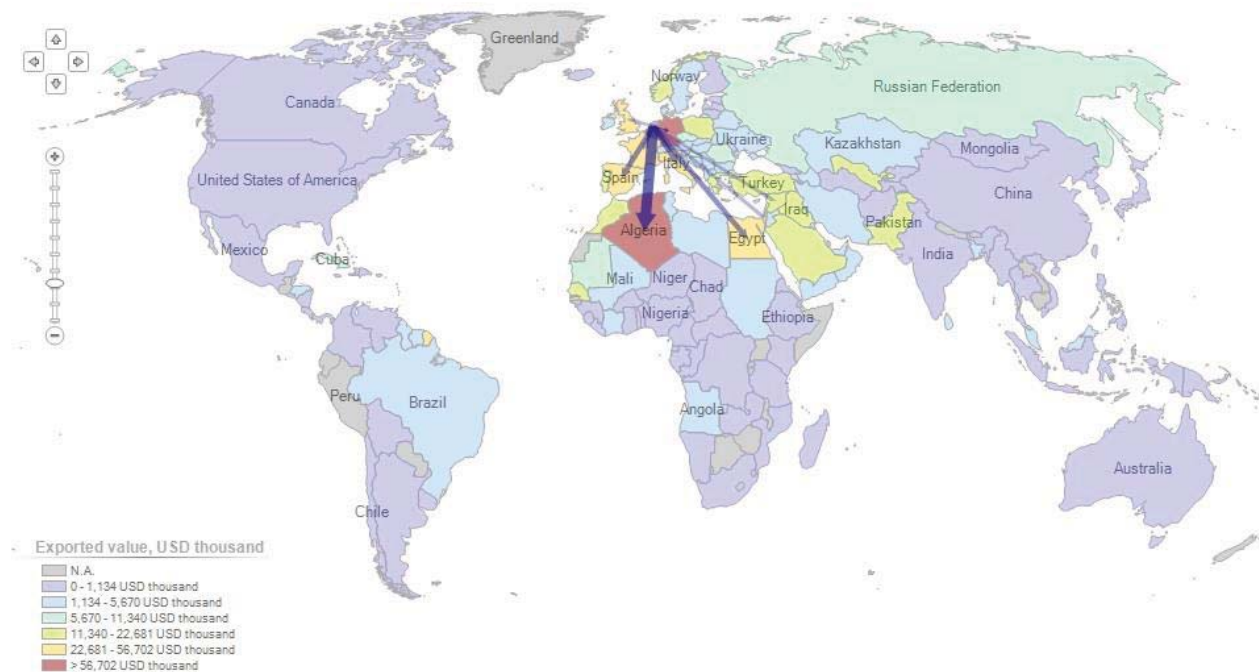 Greenland
Norway
Russian Federation
Canada
Ukraine
Kazakhstan
Mongolia
Italy
United States of America
Spain
Turkey
China
Iraq
Pakistan
Algeria
Egypt
Mexico
India
Cuba
Mali
Niger
Chad
Nigeria
Ethiopia
Peru
Brazil
Angola
Australia
Chile
Exported value, USD thousand
N.A.
0 - 1,134 USD thousand
1,134 - 5,670 USD thousand
5,670 - 11,340 USD thousand
11,340 - 22,681 USD thousand
22,681 - 56,702 USD thousand
> 56,702 USD thousand